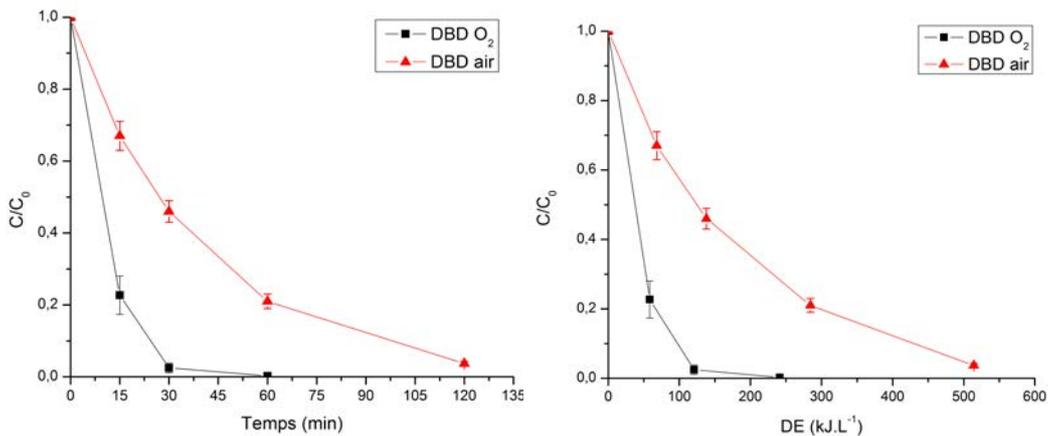 1,0
0,8
0,6
0,4
0,2
0,0
C/C₀
DBD O₂
DBD air
0 15 30 45 60 75 90 105 120 135
Temps (min)
1.0
0.8
0.6
0,4
0,2
0,0
C/C₀
DBD O₂
DBD air
0 100 200 300 400 500 600
DE (kJ.L⁻¹)